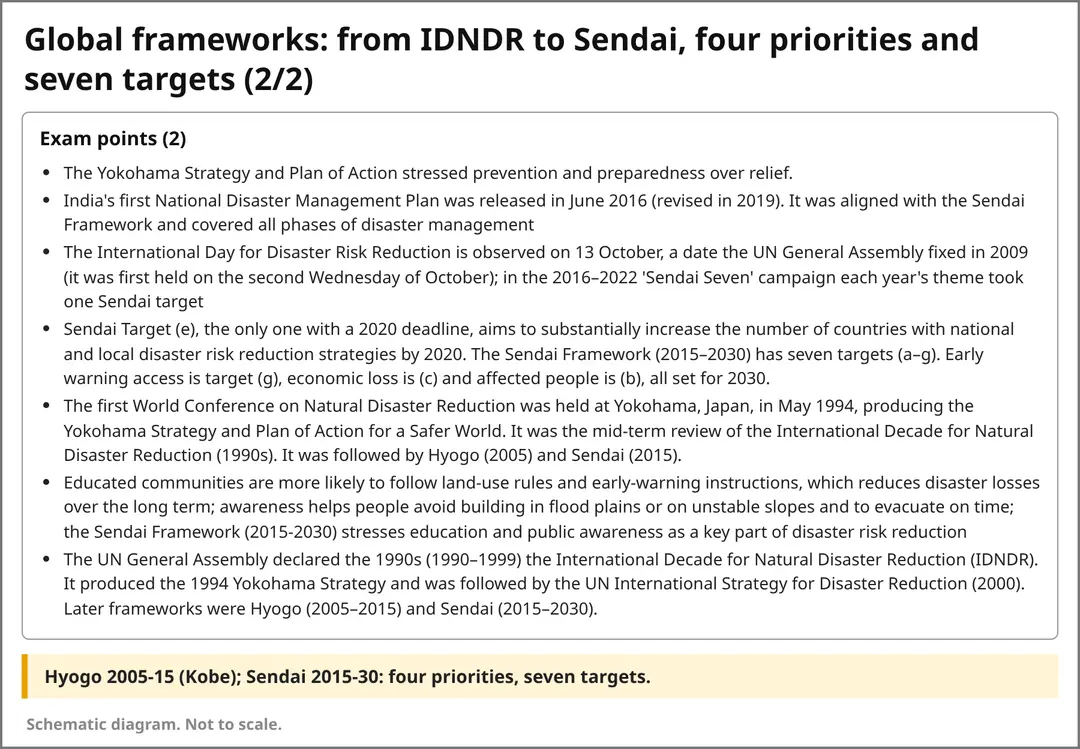 Global frameworks: from IDNDR to Sendai, four priorities and
seven targets (2/2)
Exam points (2)
• The Yokohama Strategy and Plan of Action stressed prevention and preparedness over relief.
• India's first National Disaster Management Plan was released in June 2016 (revised in 2019). It was aligned with the Sendai
Framework and covered all phases of disaster management
• The International Day for Disaster Risk Reduction is observed on 13 October, a date the UN General Assembly fixed in 2009
(it was first held on the second Wednesday of October); in the 2016–2022 'Sendai Seven' campaign each year's theme took
one Sendai target
• Sendai Target (e), the only one with a 2020 deadline, aims to substantially increase the number of countries with national
and local disaster risk reduction strategies by 2020. The Sendai Framework (2015–2030) has seven targets (a–g). Early
warning access is target (g), economic loss is (c) and affected people is (b), all set for 2030.
• The first World Conference on Natural Disaster Reduction was held at Yokohama, Japan, in May 1994, producing the
Yokohama Strategy and Plan of Action for a Safer World. It was the mid-term review of the International Decade for Natural
Disaster Reduction (1990s). It was followed by Hyogo (2005) and Sendai (2015).
• Educated communities are more likely to follow land-use rules and early-warning instructions, which reduces disaster losses
over the long term; awareness helps people avoid building in flood plains or on unstable slopes and to evacuate on time;
the Sendai Framework (2015-2030) stresses education and public awareness as a key part of disaster risk reduction
• The UN General Assembly declared the 1990s (1990–1999) the International Decade for Natural Disaster Reduction (IDNDR).
It produced the 1994 Yokohama Strategy and was followed by the UN International Strategy for Disaster Reduction (2000).
Later frameworks were Hyogo (2005–2015) and Sendai (2015–2030).
Hyogo 2005-15 (Kobe); Sendai 2015-30: four priorities, seven targets.
Schematic diagram. Not to scale.